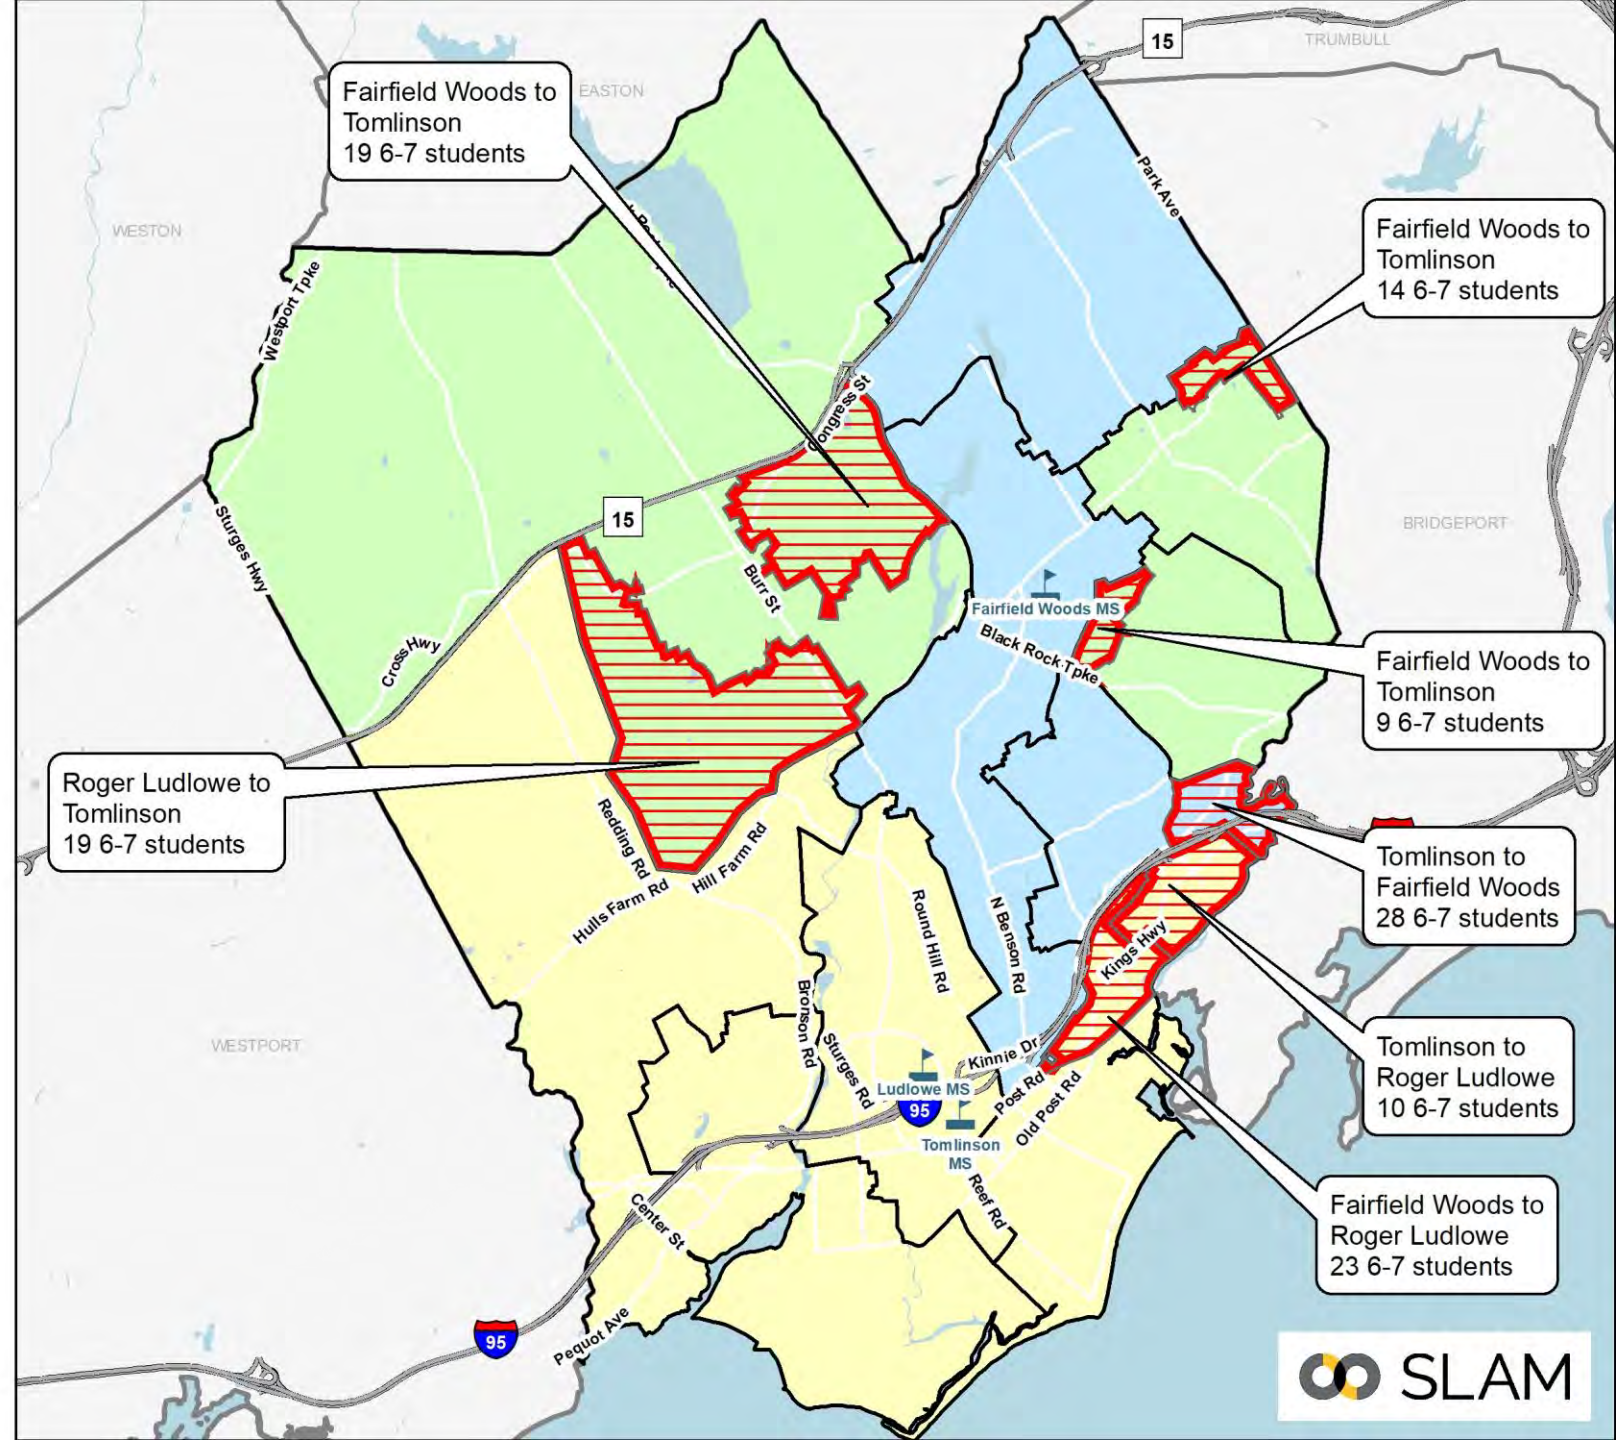 15
TRUMBULL
EASTON
Fairfield Woods to
Tomlinson
19 6-7 students
Park Ave
WESTON
Fairfield Woods to
Tomlinson
14 6-7 students
Westport Tpke
Congress St
15
BRIDGEPORT
Sturges Hwy
Burr St
Fairfield Woods MS
Black Rock Tpke
Cross Hwy
Fairfield Woods to
Tomlinson
9 6-7 students
Roger Ludlowe to
Tomlinson
19 6-7 students
Redding Rd
Hill Farm Rd
Hulls Farm Rd
Tomlinson to
Fairfield Woods
28 6-7 students
Round Hill Rd
N Benson Rd
Kings Hwy
Bronson Rd
WESTPORT
Sturges Rd
Kinnie Dr
Tomlinson to
Roger Ludlowe
10 6-7 students
Ludlowe MS
95
Post Rd
Old Post Rd
Tomlinson
MS
Reef Rd
Center St
Fairfield Woods to
Roger Ludlowe
23 6-7 students
95
Pequot Ave
SLAM